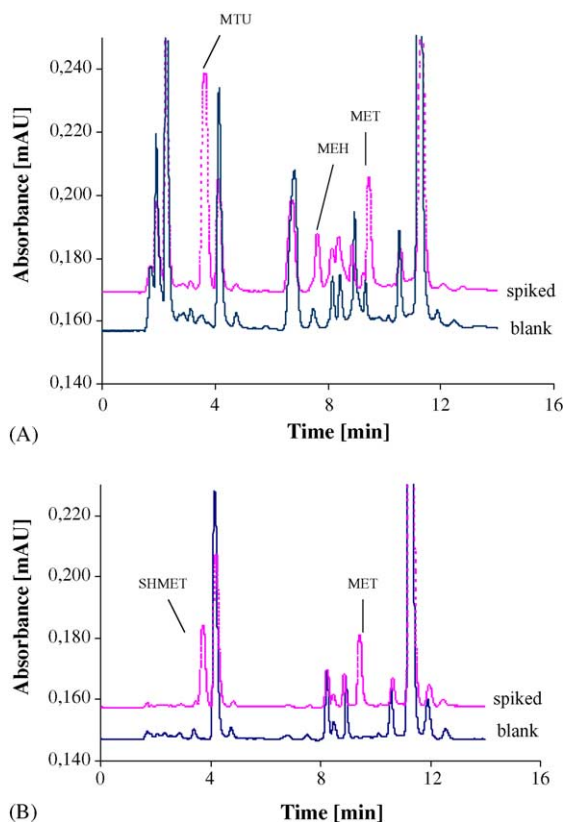 MTU
0,240
MET
0,220
MEH
0,200
0,180
spiked
0,160
blank
0,140
0 4 8 12 16
Absorbance [mAU]
Time [min]
(A)
0,220
0,200
SHMET
MET
0,180
0,160
spiked
blank
0,140
0 4 8 12 16
Absorbance [mAU]
Time [min]
(B)